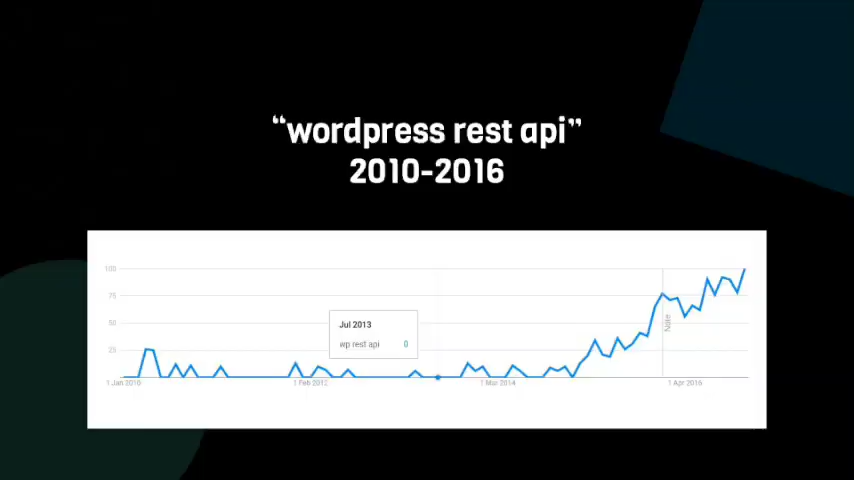 “wordpress rest api”
2010-2016
100
75
50
25
Jul 2013
wp rest api 0
Note
1 Jan 2010 1 Feb 2012 1 Mar 2014 1 Apr 2016